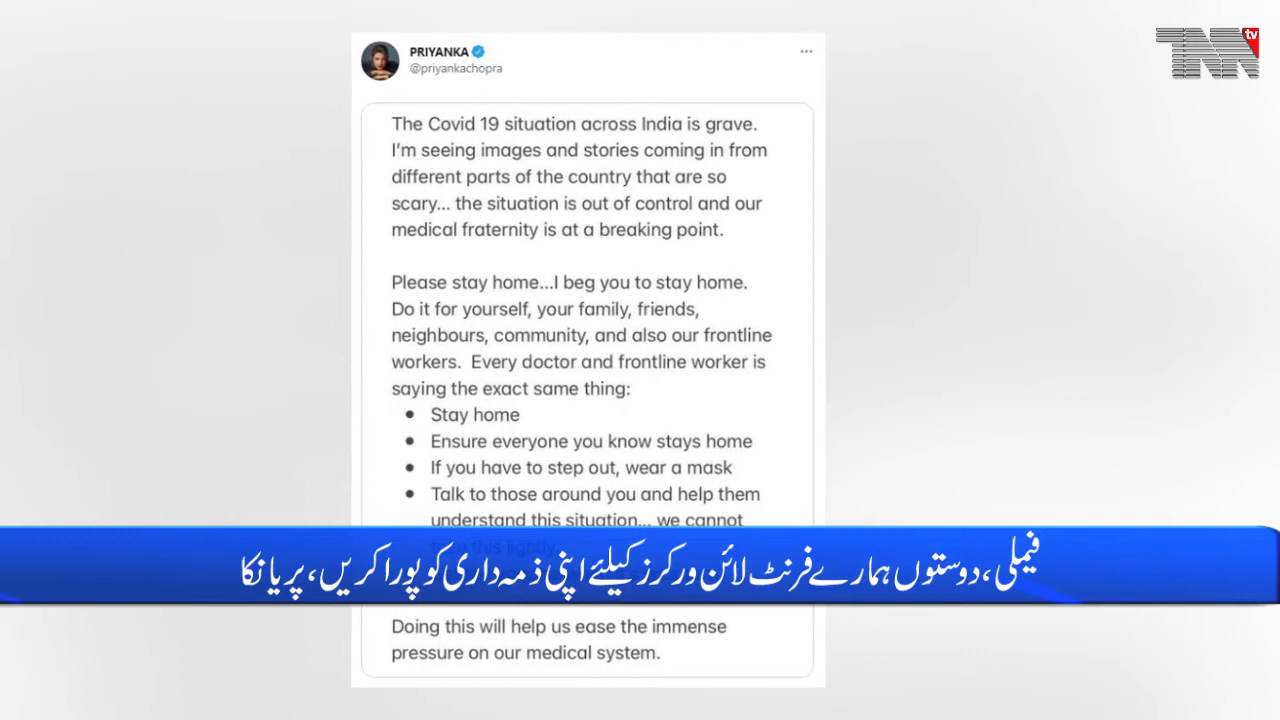 PRIYANKA
@priyankachopra
TNN tv
The Covid 19 situation across India is grave.
I'm seeing images and stories coming in from
different parts of the country that are so
scary... the situation is out of control and our
medical fraternity is at a breaking point.
Please stay home...I beg you to stay home.
Do it for yourself, your family, friends,
neighbours, community, and also our frontline
workers. Every doctor and frontline worker is
saying the exact same thing:
• Stay home
• Ensure everyone you know stays home
• If you have to step out, wear a mask
• Talk to those around you and help them
understand this situation... we cannot
this lightly
فیملی، دوستوں ہمارے فرنٹ لائن ورکرز کیلئے اپنی ذمہ داری کو پورا کریں، پریانکا
Doing this will help us ease the immense
pressure on our medical system.